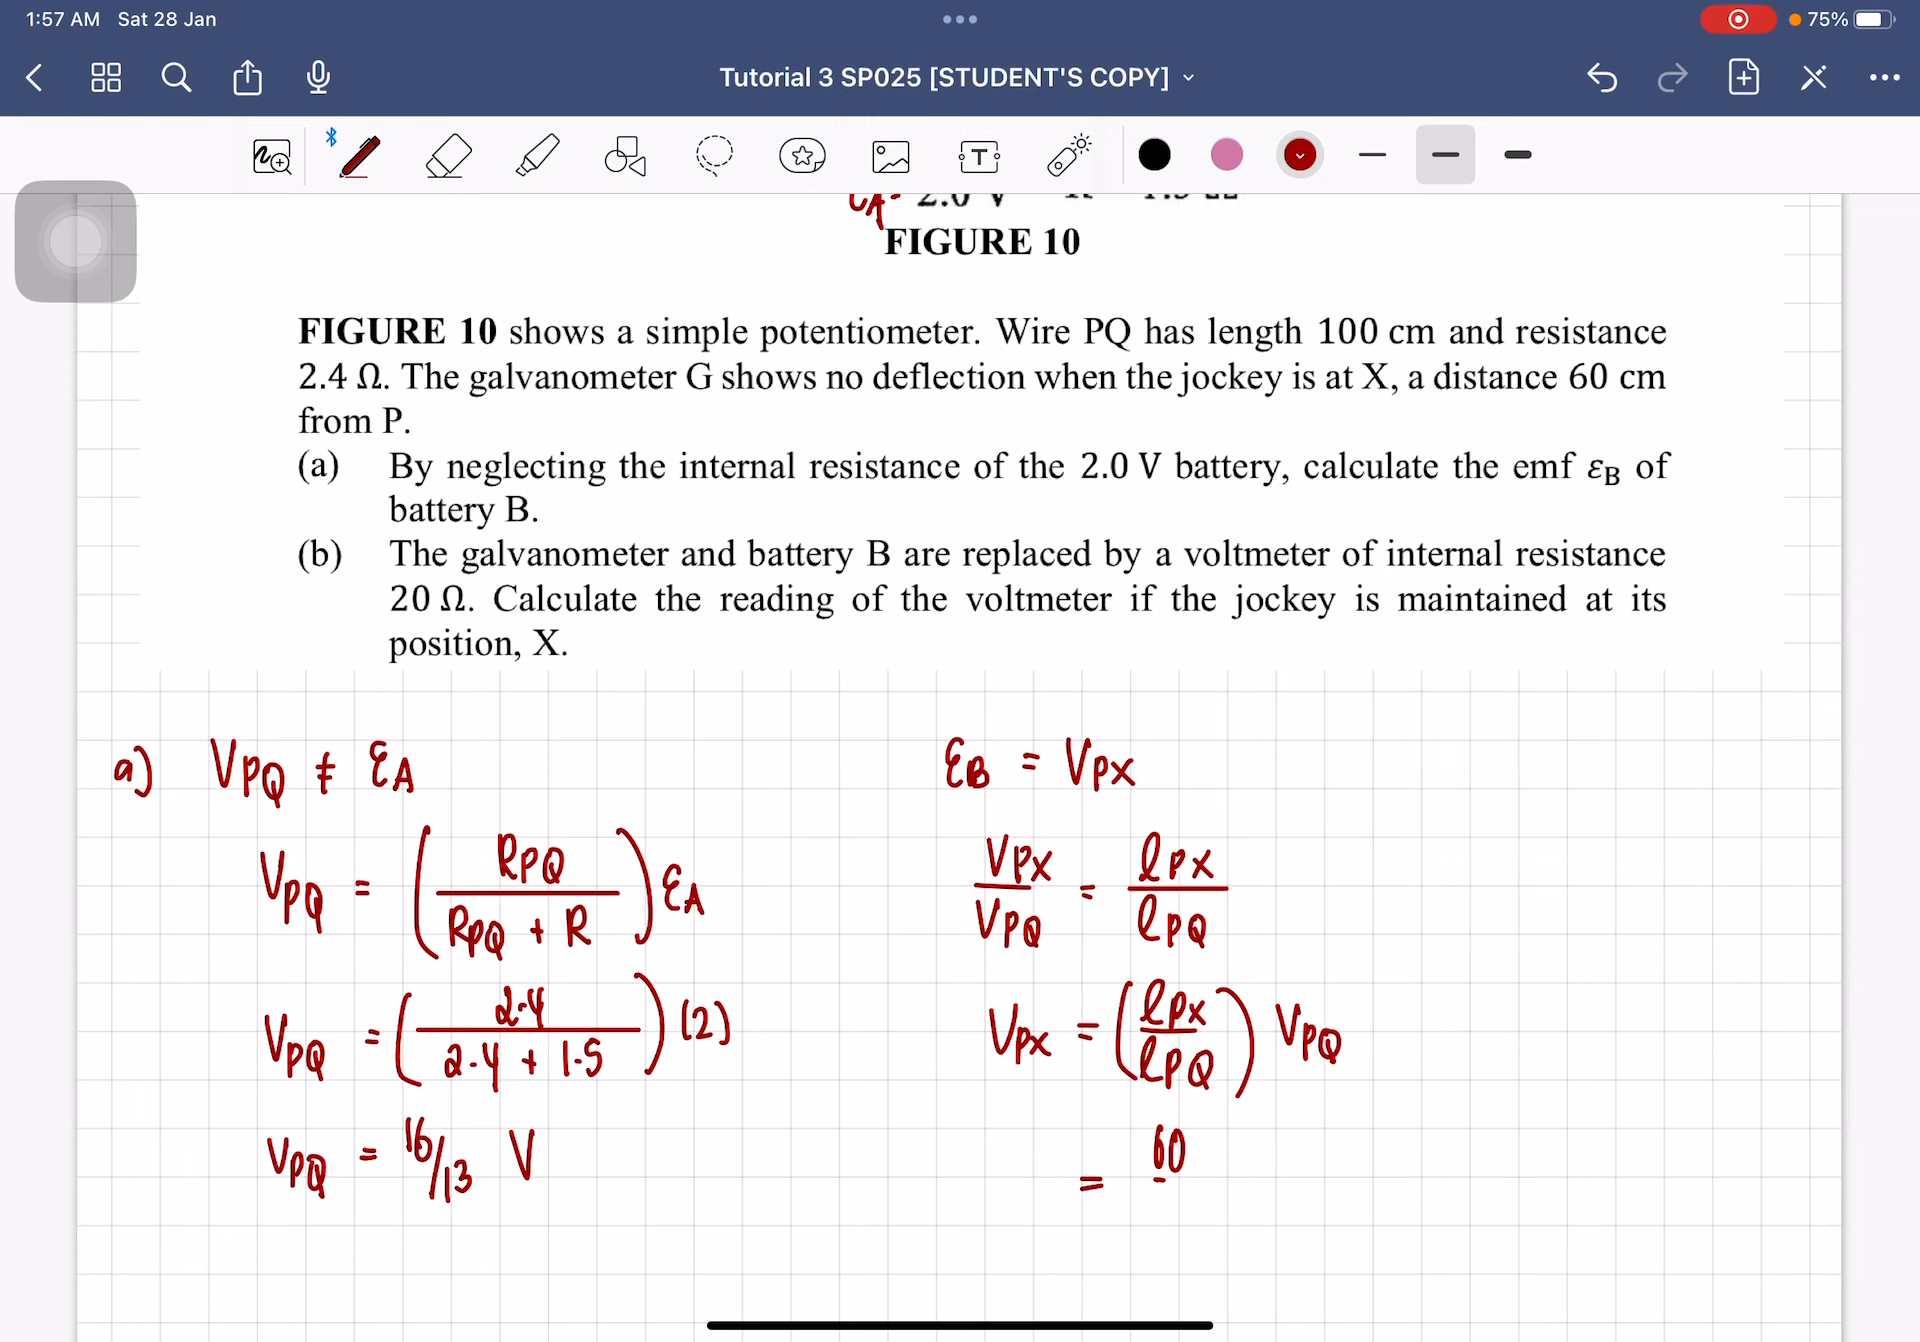 1:57 AM Sat 28 Jan
75%
Tutorial 3 SP025 [STUDENT'S COPY]
T
εA = 2.0 V R 1.5 Ω
FIGURE 10
FIGURE 10 shows a simple potentiometer. Wire PQ has length 100 cm and resistance
2.4 Ω. The galvanometer G shows no deflection when the jockey is at X, a distance 60 cm
from P.
(a) By neglecting the internal resistance of the 2.0 V battery, calculate the emf εB of
battery B.
(b) The galvanometer and battery B are replaced by a voltmeter of internal resistance
20 Ω. Calculate the reading of the voltmeter if the jockey is maintained at its
position, X.
a) VPQ ≠ εA
VPQ = (RPQ / (RPQ + R)) εA
VPQ = (2.4 / (2.4 + 1.5)) (2)
VPQ = 16/13 V
εB = VPX
VPX / VPQ = lPX / lPQ
VPX = (lPX / lPQ) VPQ
= 60